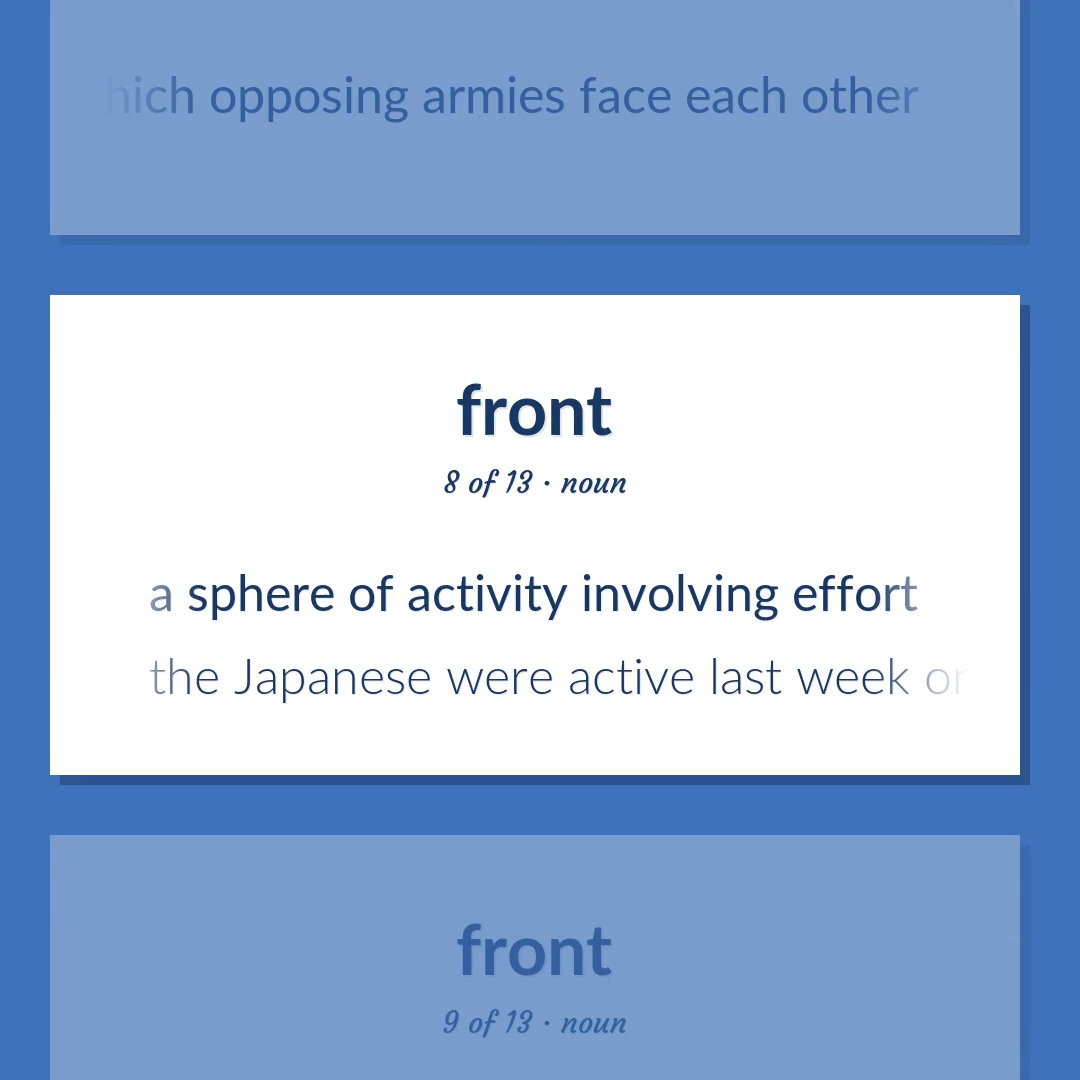 hich opposing armies face each other
front
8 of 13 · noun
a sphere of activity involving effort
the Japanese were active last week on
front
9 of 13 · noun